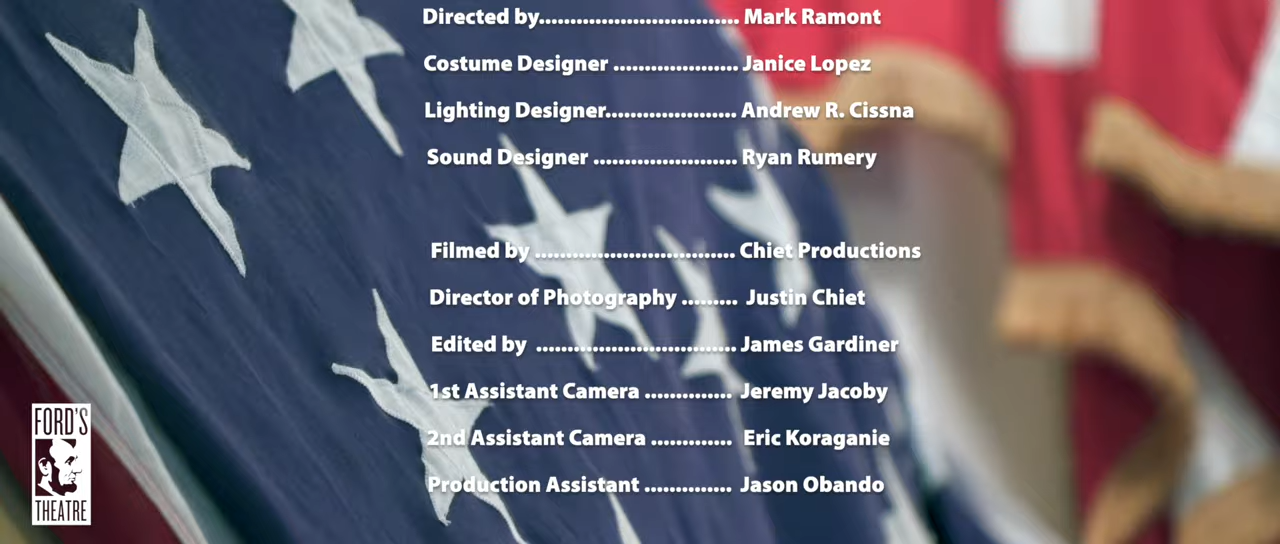 Directed by................................ Mark Ramont
Costume Designer .................... Janice Lopez
Lighting Designer..................... Andrew R. Cissna
Sound Designer ....................... Ryan Rumery
Filmed by ................................ Chiet Productions
Director of Photography ......... Justin Chiet
Edited by ................................ James Gardiner
1st Assistant Camera .............. Jeremy Jacoby
2nd Assistant Camera ............. Eric Koraganie
Production Assistant .............. Jason Obando
FORD'S
THEATRE